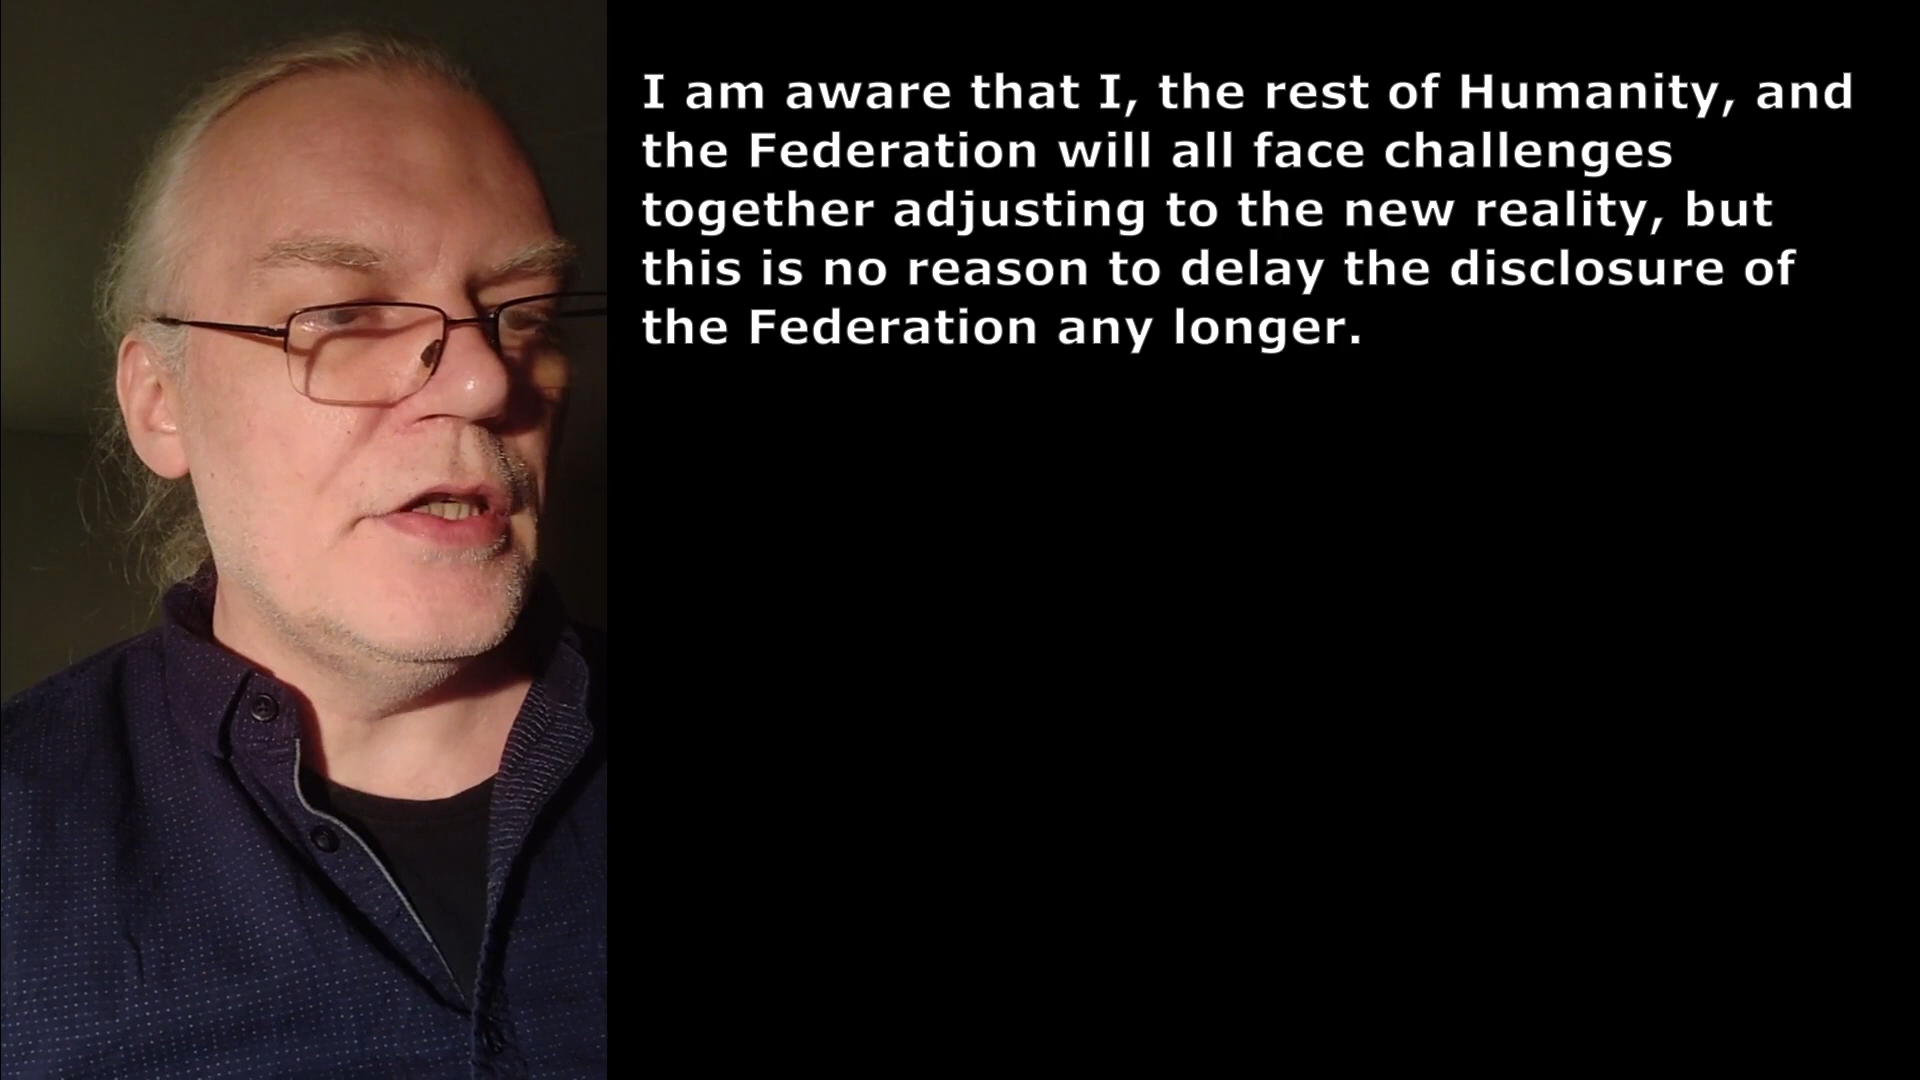 I am aware that I, the rest of Humanity, and
the Federation will all face challenges
together adjusting to the new reality, but
this is no reason to delay the disclosure of
the Federation any longer.